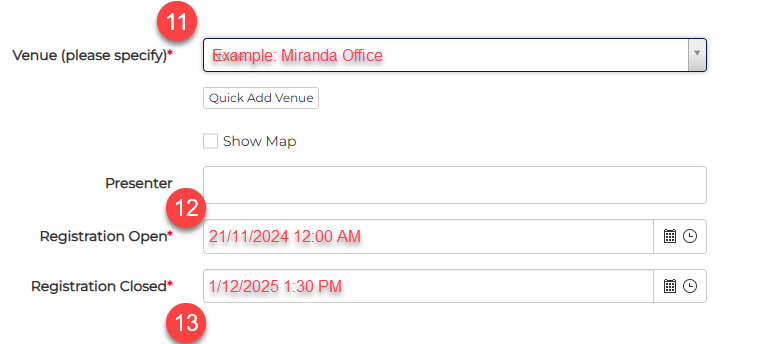 11
Venue (please specify)*
Example: Miranda Office
Quick Add Venue
Show Map
Presenter
12
Registration Open*
21/11/2024 12:00 AM
Registration Closed*
1/12/2025 1:30 PM
13